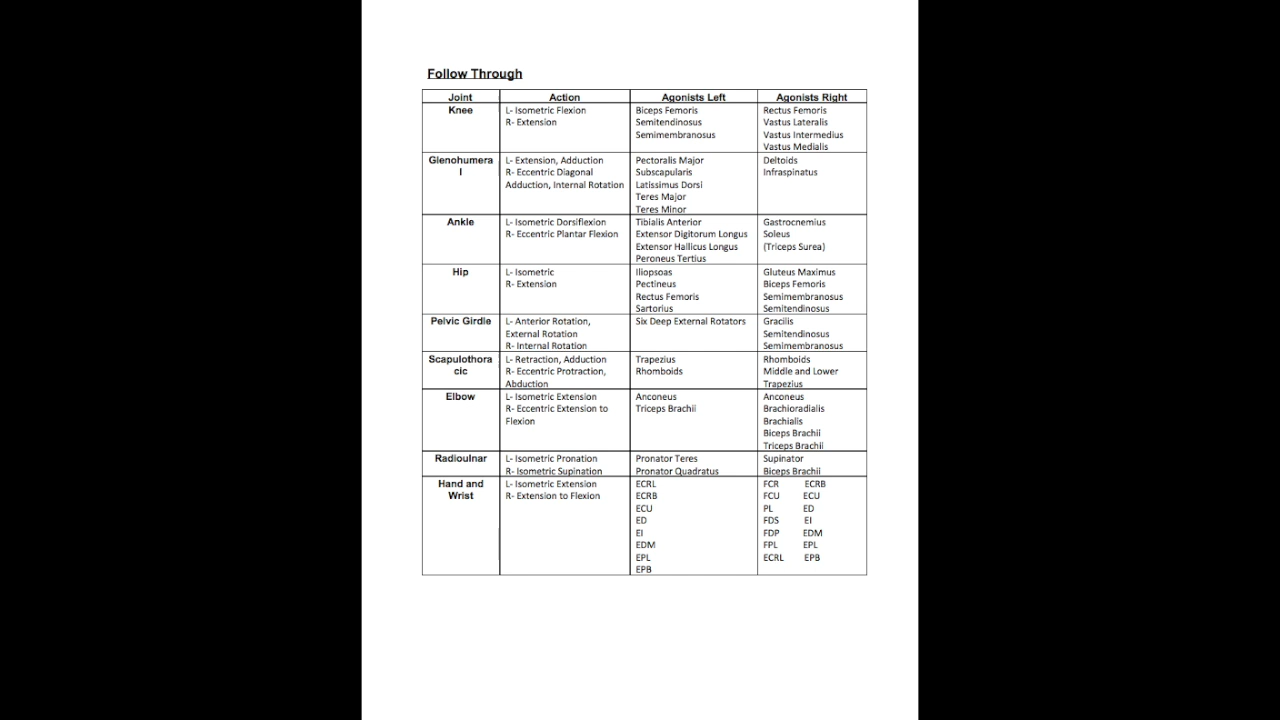 Follow Through
Joint Action Agonists Left Agonists Right
Knee L- Isometric Flexion Biceps Femoris Rectus Femoris
R- Extension Semitendinosus Vastus Lateralis
Semimembranosus Vastus Intermedius
Vastus Medialis
Glenohumera L- Extension, Adduction Pectoralis Major Deltoids
l R- Eccentric Diagonal Subscapularis Infraspinatus
Adduction, Internal Rotation Latissimus Dorsi
Teres Major
Teres Minor
Ankle L- Isometric Dorsiflexion Tibialis Anterior Gastrocnemius
R- Eccentric Plantar Flexion Extensor Digitorum Longus Soleus
Extensor Hallicus Longus (Triceps Surea)
Peroneus Tertius
Hip L- Isometric Iliopsoas Gluteus Maximus
R- Extension Pectineus Biceps Femoris
Rectus Femoris Semimembranosus
Sartorius Semitendinosus
Pelvic Girdle L- Anterior Rotation, Six Deep External Rotators Gracilis
External Rotation Semitendinosus
R- Internal Rotation Semimembranosus
Scapulothora L- Retraction, Adduction Trapezius Rhomboids
cic R- Eccentric Protraction, Rhomboids Middle and Lower
Abduction Trapezius
Elbow L- Isometric Extension Anconeus Anconeus
R- Eccentric Extension to Triceps Brachii Brachioradialis
Flexion Brachialis
Biceps Brachii
Triceps Brachii
Radioulnar L- Isometric Pronation Pronator Teres Supinator
R- Isometric Supination Pronator Quadratus Biceps Brachii
Hand and L- Isometric Extension ECRL FCR ECRB
Wrist R- Extension to Flexion ECRB FCU ECU
ECU PL ED
ED FDS EI
EI FDP EDM
EDM FPL EPL
EPL ECRL EPB
EPB